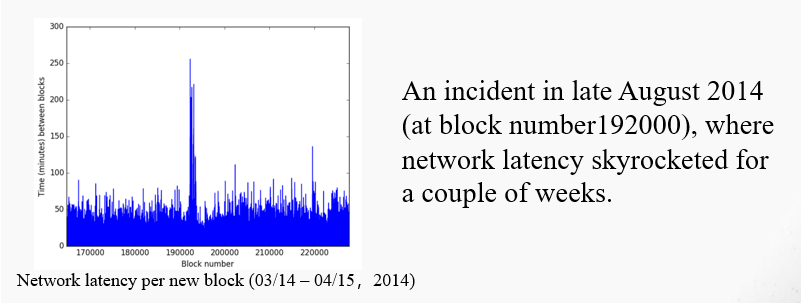 300
250
200
150
100
50
0
Time (minutes) between blocks
170000 180000 190000 200000 210000 220000
Block number
An incident in late August 2014
(at block number192000), where
network latency skyrocketed for
a couple of weeks.
Network latency per new block (03/14 – 04/15，2014)